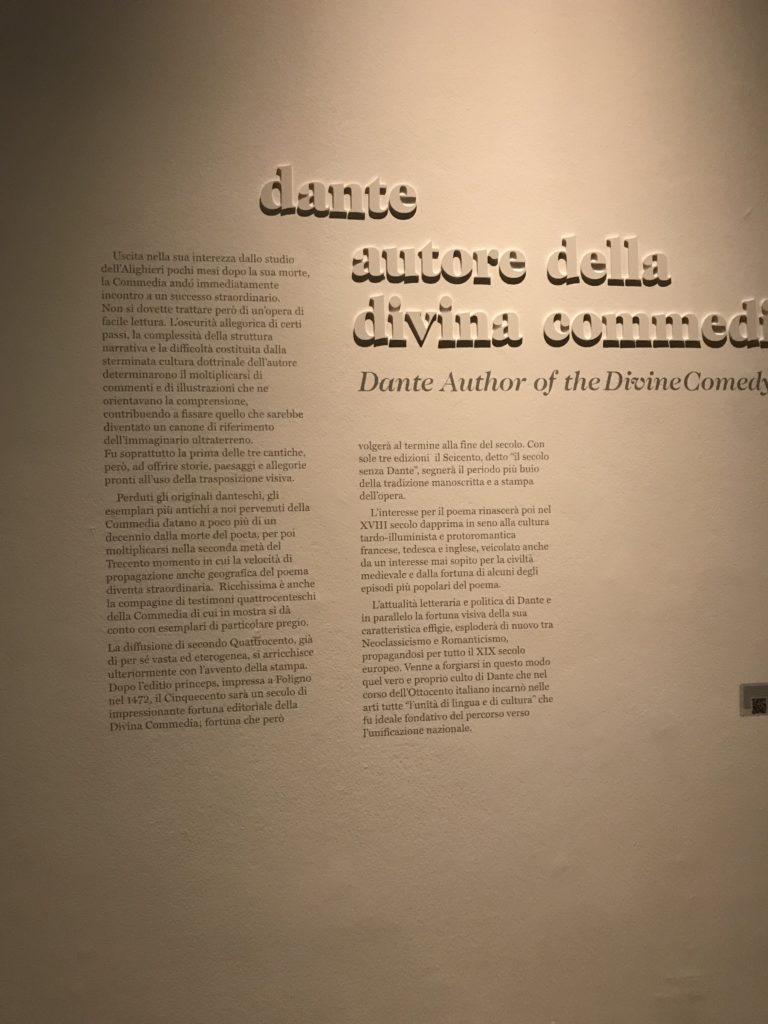 dante
autore della
divina commedi
Dante Author of the Divine Comedy
Uscita nella sua interezza dallo studio
dell'Alighieri pochi mesi dopo la sua morte,
la Commedia andò immediatamente
incontro a un successo straordinario.
Non si dovette trattare però di un'opera di
facile lettura. L'oscurità allegorica di certi
passi, la complessità della struttura
narrativa e la difficoltà costituita dalla
sterminata cultura dottrinale dell'autore
determinarono il moltiplicarsi di
commenti e di illustrazioni che ne
orientavano la comprensione,
contribuendo a fissare quello che sarebbe
diventato un canone di riferimento
dell'immaginario ultraterreno.
Fu soprattutto la prima delle tre cantiche,
però, ad offrire storie, paesaggi e allegorie
pronti all'uso della trasposizione visiva.
Perduti gli originali danteschi, gli
esemplari più antichi a noi pervenuti della
Commedia datano a poco più di un
decennio dalla morte del poeta, per poi
moltiplicarsi nella seconda metà del
Trecento momento in cui la velocità di
propagazione anche geografica del poema
diventa straordinaria. Ricchissima è anche
la compagine di testimoni quattrocenteschi
della Commedia di cui in mostra si dà
conto con esemplari di particolare pregio.
La diffusione di secondo Quattrocento, già
di per sé vasta ed eterogenea, si arricchisce
ulteriormente con l'avvento della stampa.
Dopo l'editio princeps, impressa a Foligno
nel 1472, il Cinquecento sarà un secolo di
impressionante fortuna editoriale della
Divina Commedia; fortuna che però
volgerà al termine alla fine del secolo. Con
sole tre edizioni il Seicento, detto "il secolo
senza Dante", segnerà il periodo più buio
della tradizione manoscritta e a stampa
dell'opera.
L'interesse per il poema rinascerà poi nel
XVIII secolo dapprima in seno alla cultura
tardo-illuminista e protoromantica
francese, tedesca e inglese, veicolato anche
da un interesse mai sopito per la civiltà
medievale e dalla fortuna di alcuni degli
episodi più popolari del poema.
L'attualità letteraria e politica di Dante e
in parallelo la fortuna visiva della sua
caratteristica effigie, esploderà di nuovo tra
Neoclassicismo e Romanticismo,
propagandosi per tutto il XIX secolo
europeo. Venne a forgiarsi in questo modo
quel vero e proprio culto di Dante che nel
corso dell'Ottocento italiano incarnò nelle
arti tutte "l'unità di lingua e di cultura" che
fu ideale fondativo del percorso verso
l'unificazione nazionale.